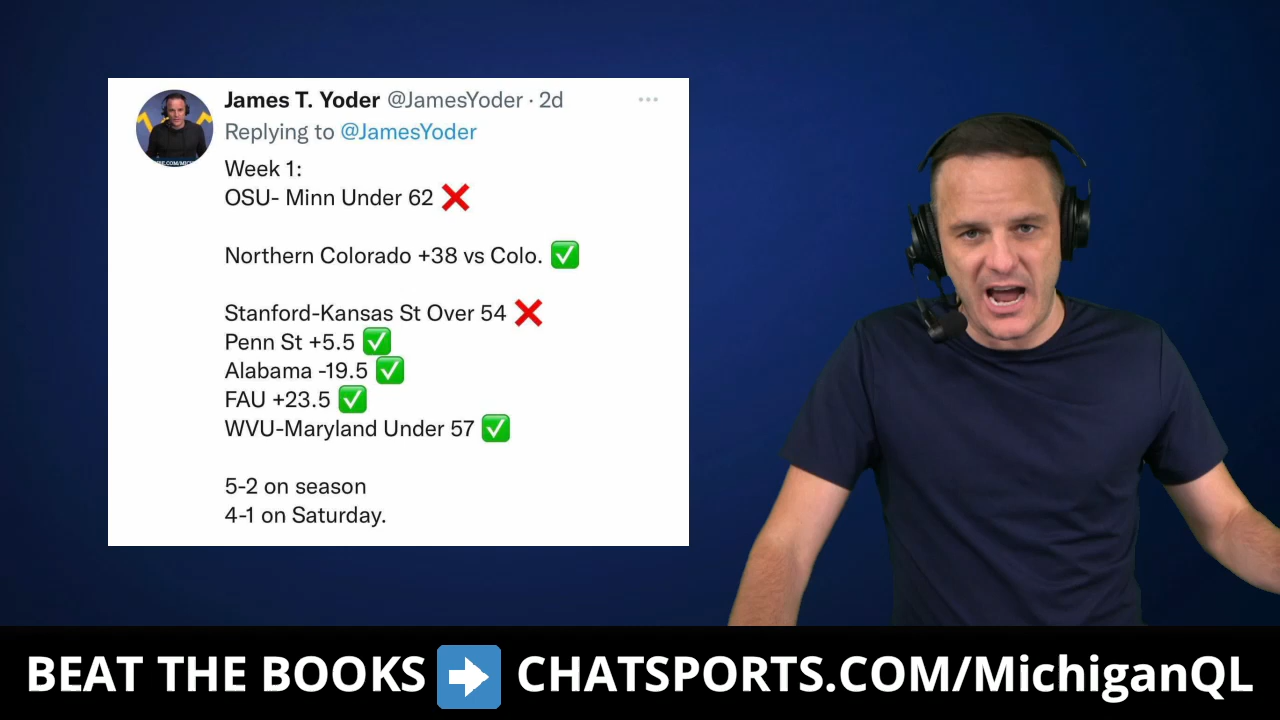 James T. Yoder @JamesYoder · 2d
Replying to @JamesYoder
Week 1:
OSU- Minn Under 62 ❌
Northern Colorado +38 vs Colo. ✅
Stanford-Kansas St Over 54 ❌
Penn St +5.5 ✅
Alabama -19.5 ✅
FAU +23.5 ✅
WVU-Maryland Under 57 ✅
5-2 on season
4-1 on Saturday.
BEAT THE BOOKS ➡ CHATSPORTS.COM/MichiganQL